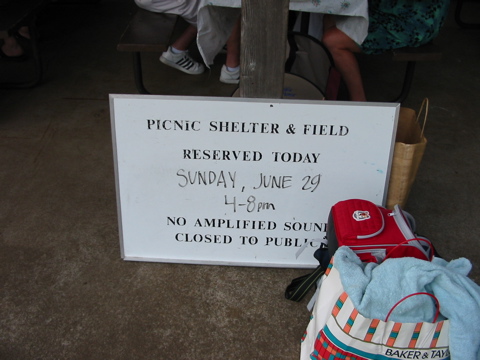 PICNIC SHELTER & FIELD
RESERVED TODAY
SUNDAY, JUNE 29
4-8pm
NO AMPLIFIED SOUN
CLOSED TO PUBLIC
BAKER & TAY